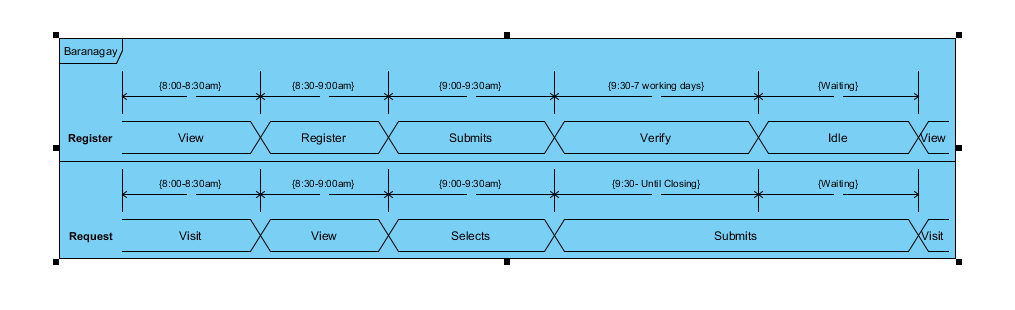 Baranagay
{8:00-8:30am} {8:30-9:00am} {9:00-9:30am} {9:30-7 working days} {Waiting}
Register View Register Submits Verify Idle View
{8:00-8:30am} {8:30-9:00am} {9:00-9:30am} {9:30- Until Closing} {Waiting}
Request Visit View Selects Submits Visit